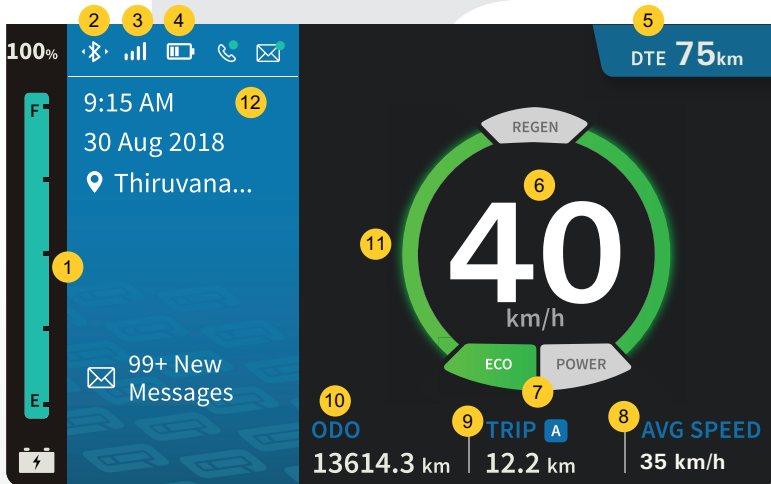 2
3
4
5
100%
DTE 75km
F
9:15 AM
12
30 Aug 2018
Thiruvana...
REGEN
6
40
km/h
11
1
99+ New
Messages
E
ECO
POWER
7
10
ODO
13614.3 km
9
TRIP A
12.2 km
8
AVG SPEED
35 km/h